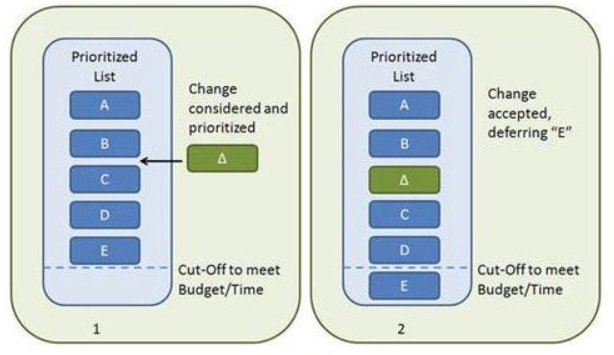 Prioritized
List
A
B
C
D
E
Change
considered and
prioritized
Δ
Cut-Off to meet
Budget/Time
1
Prioritized
List
A
B
Δ
C
D
E
Change
accepted,
deferring “E”
Cut-Off to meet
Budget/Time
2